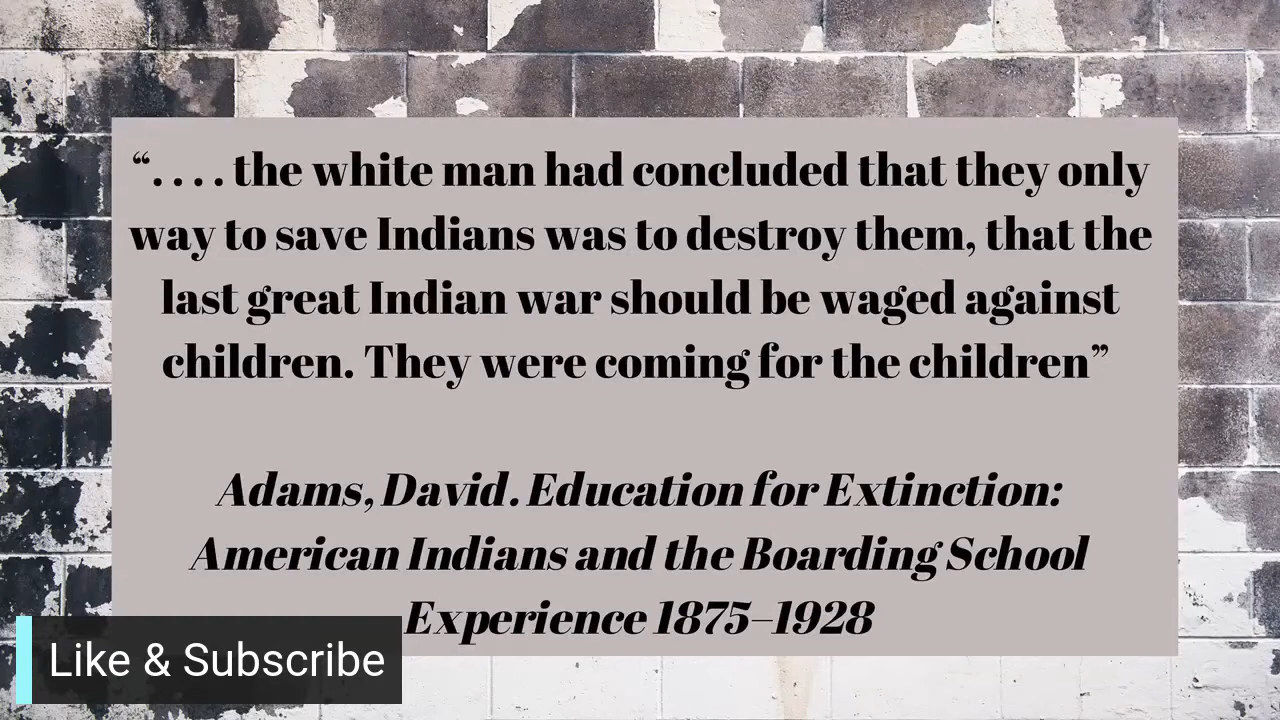 “. . . . the white man had concluded that they only
way to save Indians was to destroy them, that the
last great Indian war should be waged against
children. They were coming for the children”
Adams, David. Education for Extinction:
American Indians and the Boarding School
Experience 1875–1928
Like & Subscribe